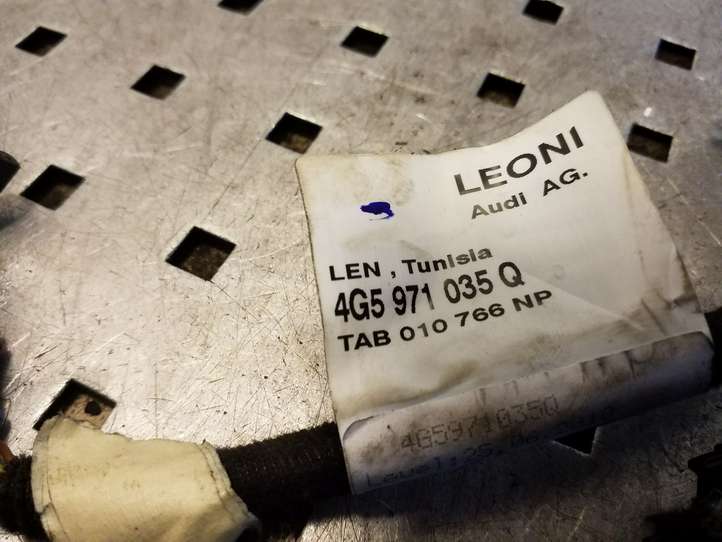 LEONI
Audi AG.
LEN , Tunisia
4G5 971 035 Q
TAB 010 766 NP
4G5971035Q